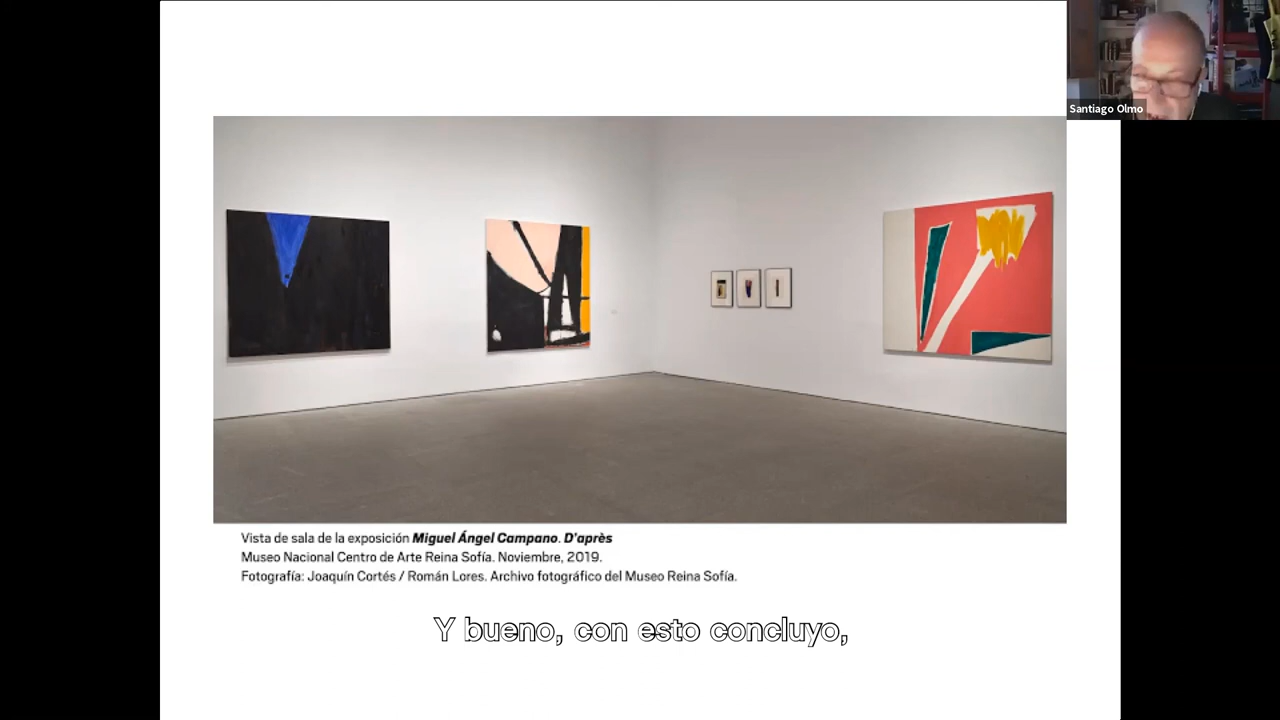 Santiago Olmo
Vista de sala de la exposición Miguel Ángel Campano. D'après
Museo Nacional Centro de Arte Reina Sofía. Noviembre, 2019.
Fotografía: Joaquín Cortés / Román Lores. Archivo fotográfico del Museo Reina Sofía.
Y bueno, con esto concluyo,